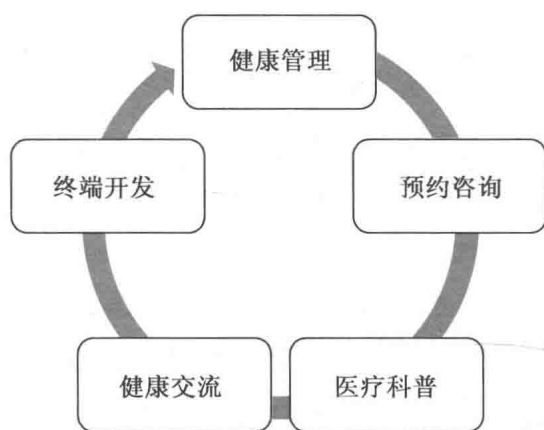 健康管理
预约咨询
医疗科普
健康交流
终端开发